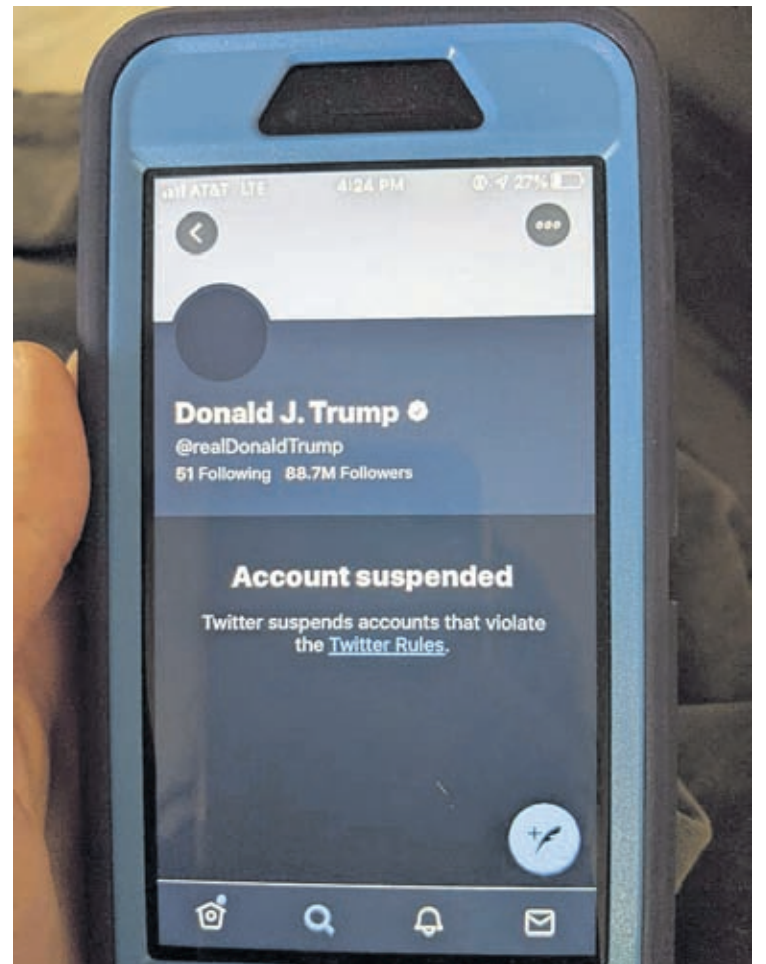 AT&T LTE 4:24 PM 27%
Donald J. Trump
@realDonaldTrump
51 Following 88.7M Followers
Account suspended
Twitter suspends accounts that violate
the Twitter Rules.